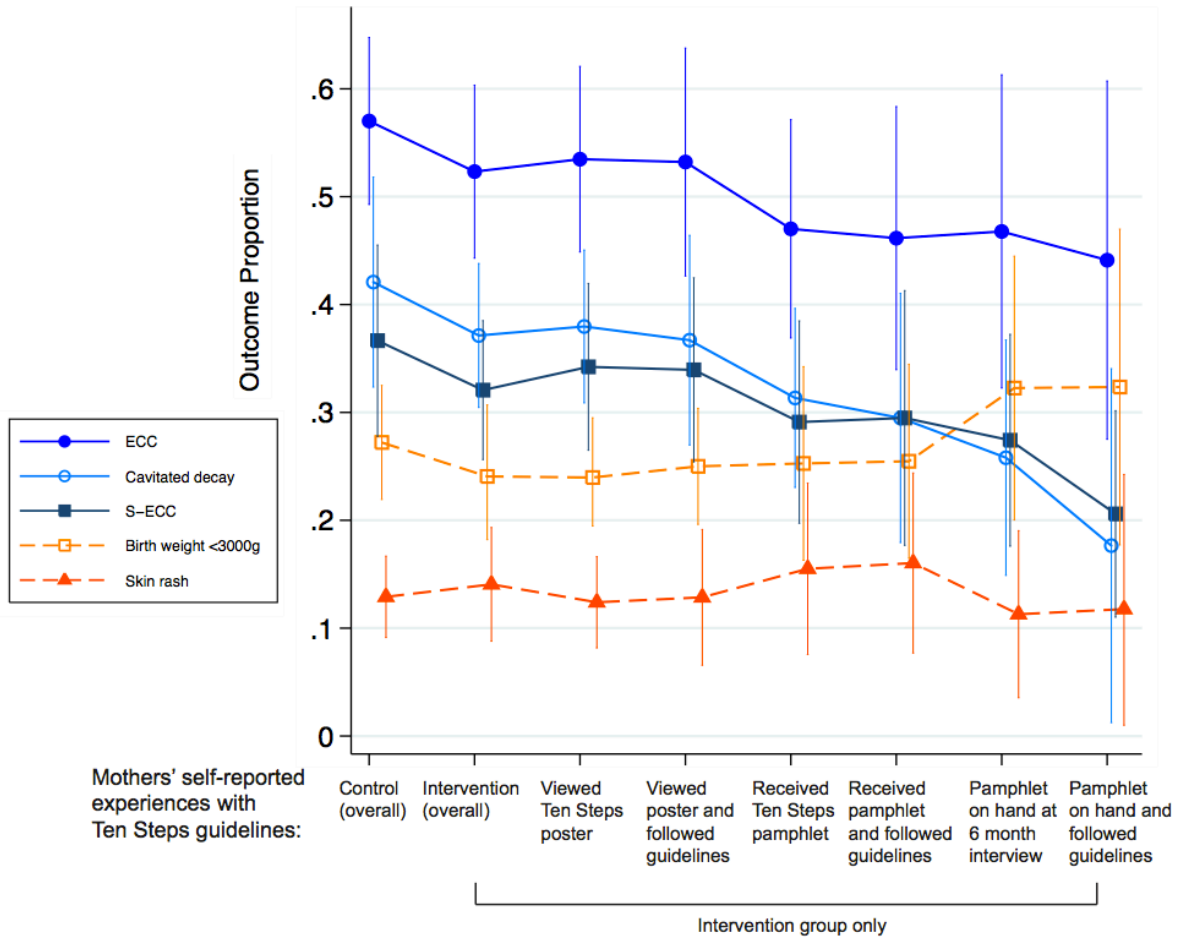 .6
.5
.4
.3
.2
.1
0
Outcome Proportion
ECC
Cavitated decay
S−ECC
Birth weight <3000g
Skin rash
Mothers' self-reported
experiences with
Ten Steps guidelines:
Control
(overall)
Intervention
(overall)
Viewed
Ten Steps
poster
Viewed
poster and
followed
guidelines
Received
Ten Steps
pamphlet
Received
pamphlet
and followed
guidelines
Pamphlet
on hand at
6 month
interview
Pamphlet
on hand and
followed
guidelines
Intervention group only